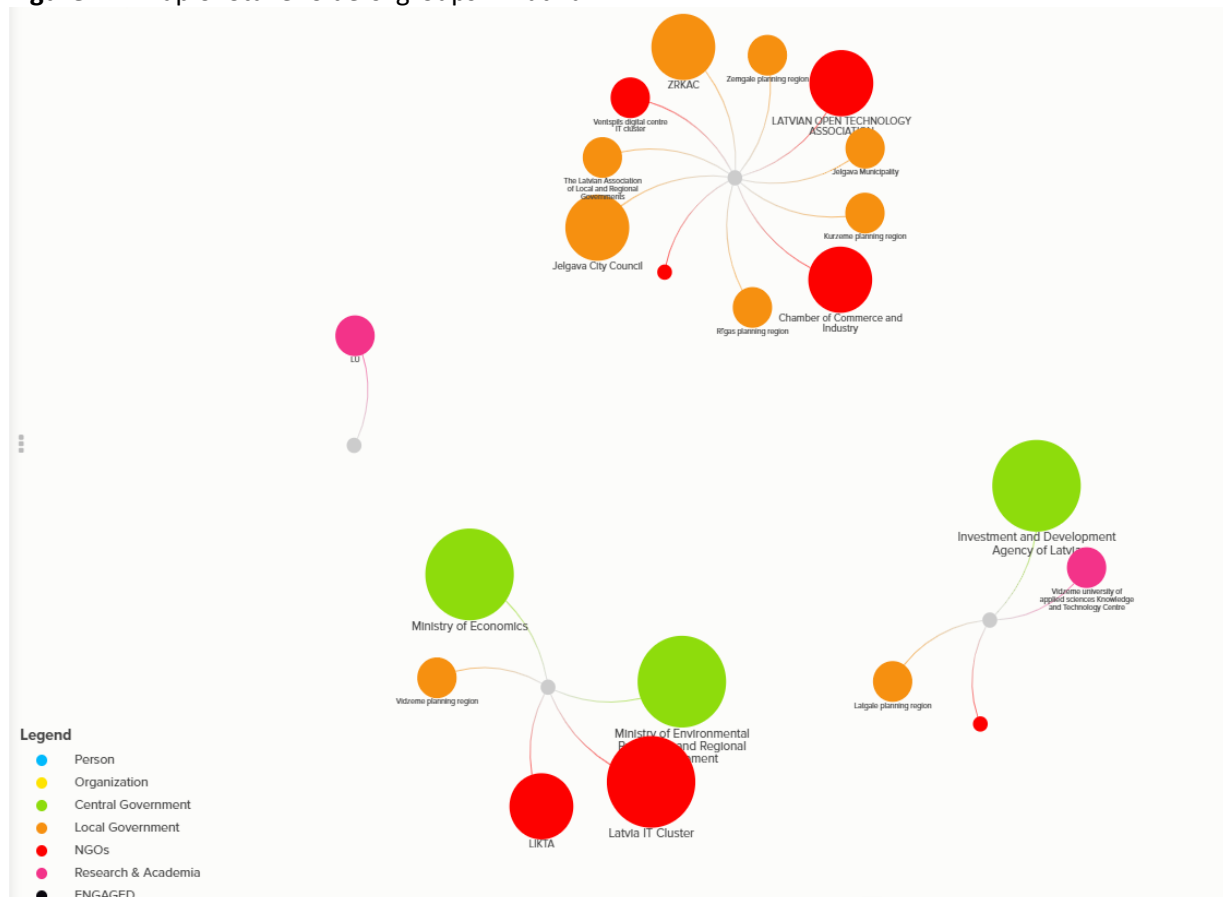 ZRKAC
Zemgale planning region
Ventspils digital centre
IT cluster
LATVIAN OPEN TECHNOLOGY
ASSOCIATION
The Latvian Association
of Local and Regional
Governments
Jelgava Municipality
Kurzeme planning region
Jelgava City Council
Chamber of Commerce and
Industry
Rīgas planning region
LU
Investment and Development
Agency of Latvia
Vidzeme university of
applied sciences Knowledge
and Technology Centre
Latgale planning region
Ministry of Economics
Vidzeme planning region
Ministry of Environmental
and Regional
LIKTA
Latvia IT Cluster
Legend
Person
Organization
Central Government
Local Government
NGOs
Research & Academia
ENGAGED